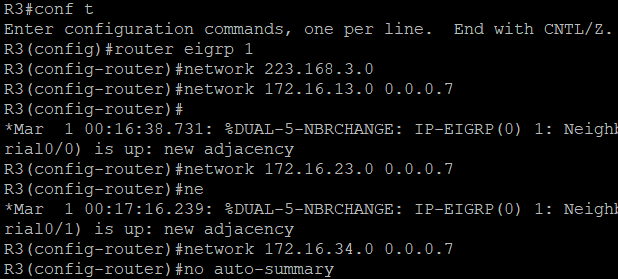 R3#conf t
Enter configuration commands, one per line.  End with CNTL/Z.
R3(config)#router eigrp 1
R3(config-router)#network 223.168.3.0
R3(config-router)#network 172.16.13.0 0.0.0.7
R3(config-router)#
*Mar  1 00:16:38.731: %DUAL-5-NBRCHANGE: IP-EIGRP(0) 1: Neighb
rial0/0) is up: new adjacency
R3(config-router)#network 172.16.23.0 0.0.0.7
R3(config-router)#ne
*Mar  1 00:17:16.239: %DUAL-5-NBRCHANGE: IP-EIGRP(0) 1: Neighb
rial0/1) is up: new adjacency
R3(config-router)#network 172.16.34.0 0.0.0.7
R3(config-router)#no auto-summary